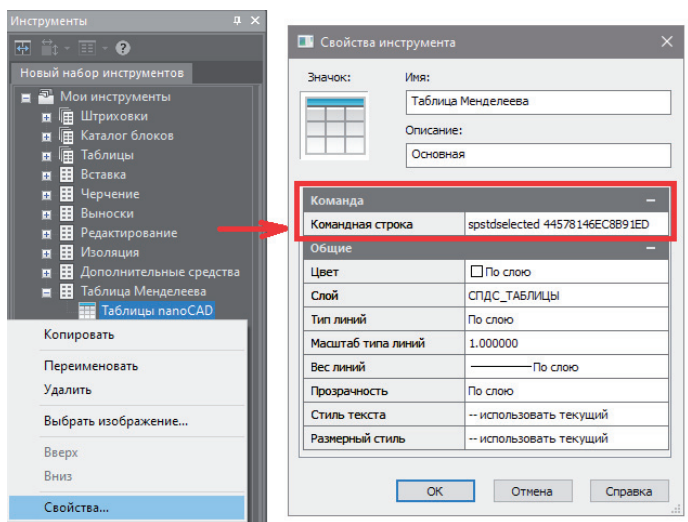 Инструменты
Новый набор инструментов
Мои инструменты
Штриховки
Каталог блоков
Таблицы
Вставка
Черчение
Выноски
Редактирование
Изоляция
Дополнительные средства
Таблица Менделеева
Таблицы nanoCAD
Копировать
Переименовать
Удалить
Выбрать изображение...
Вверх
Вниз
Свойства...
Свойства инструмента
Значок: Имя:
Таблица Менделеева
Описание:
Основная
Команда
Командная строка spstdselected 44578146EC8B91ED
Общие
Цвет По слою
Слой СПДС_ТАБЛИЦЫ
Тип линий По слою
Масштаб типа линий 1.000000
Вес линий По слою
Прозрачность По слою
Стиль текста -- использовать текущий
Размерный стиль -- использовать текущий
ОК Отмена Справка